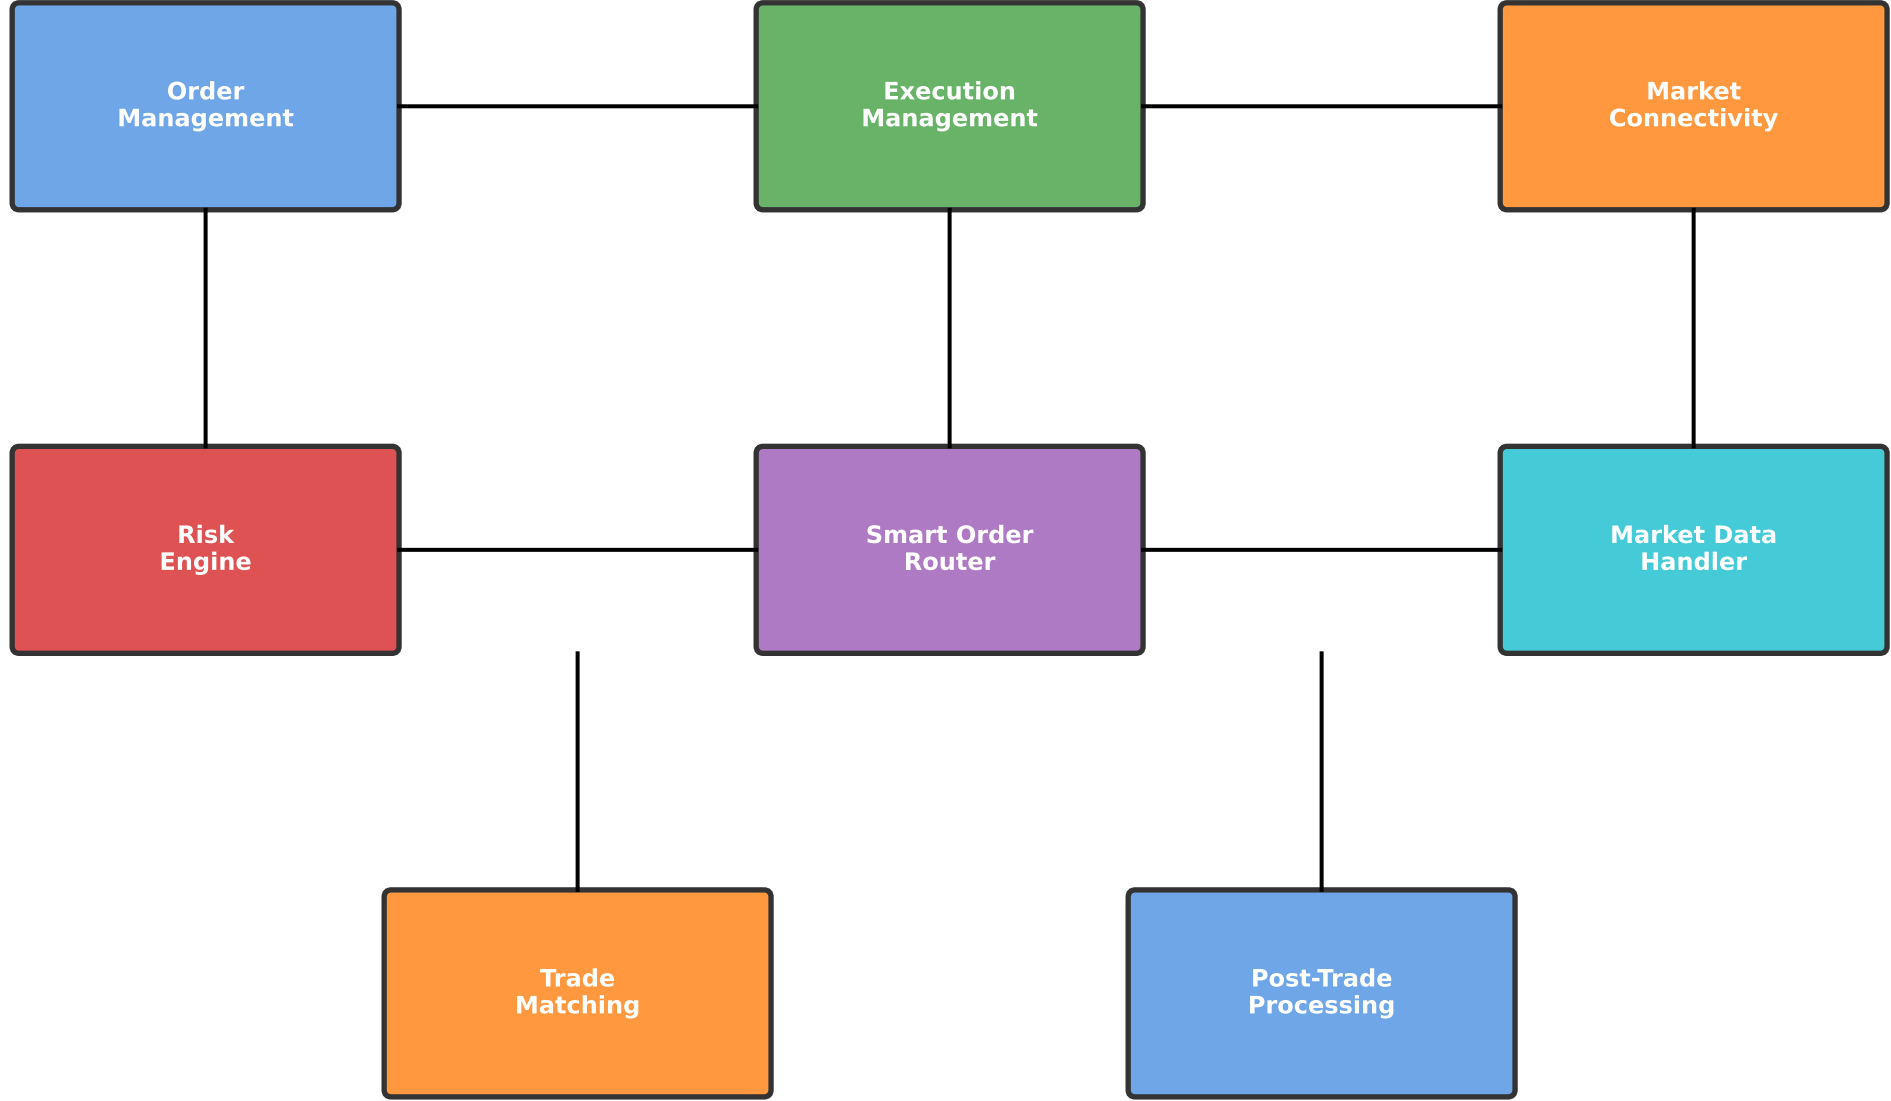 Order
Management
Execution
Management
Market
Connectivity
Risk
Engine
Smart Order
Router
Market Data
Handler
Trade
Matching
Post-Trade
Processing